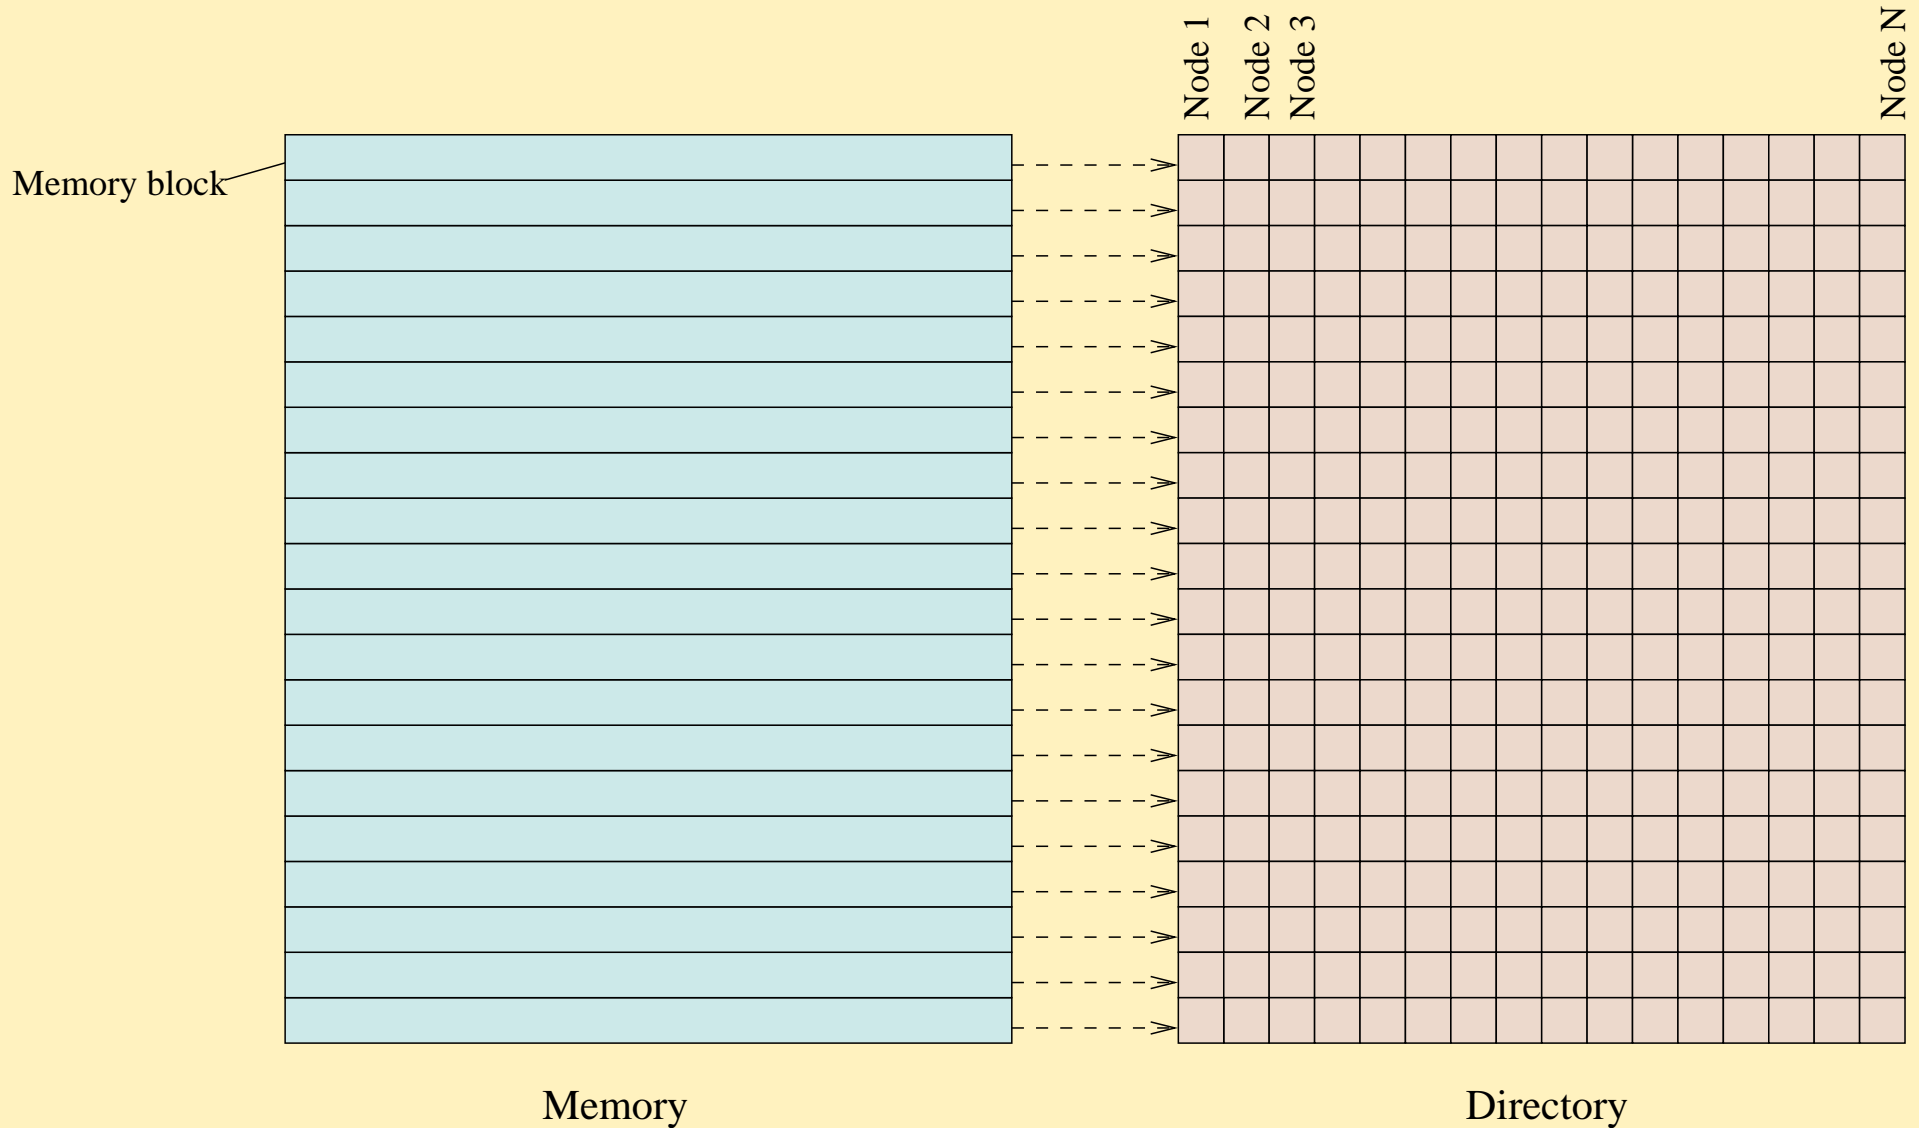 Node 1
Node 2
Node 3
Node N
Memory block
Memory
Directory